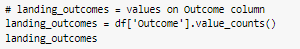 # landing_outcomes = values on Outcome column
landing_outcomes = df['Outcome'].value_counts()
landing_outcomes